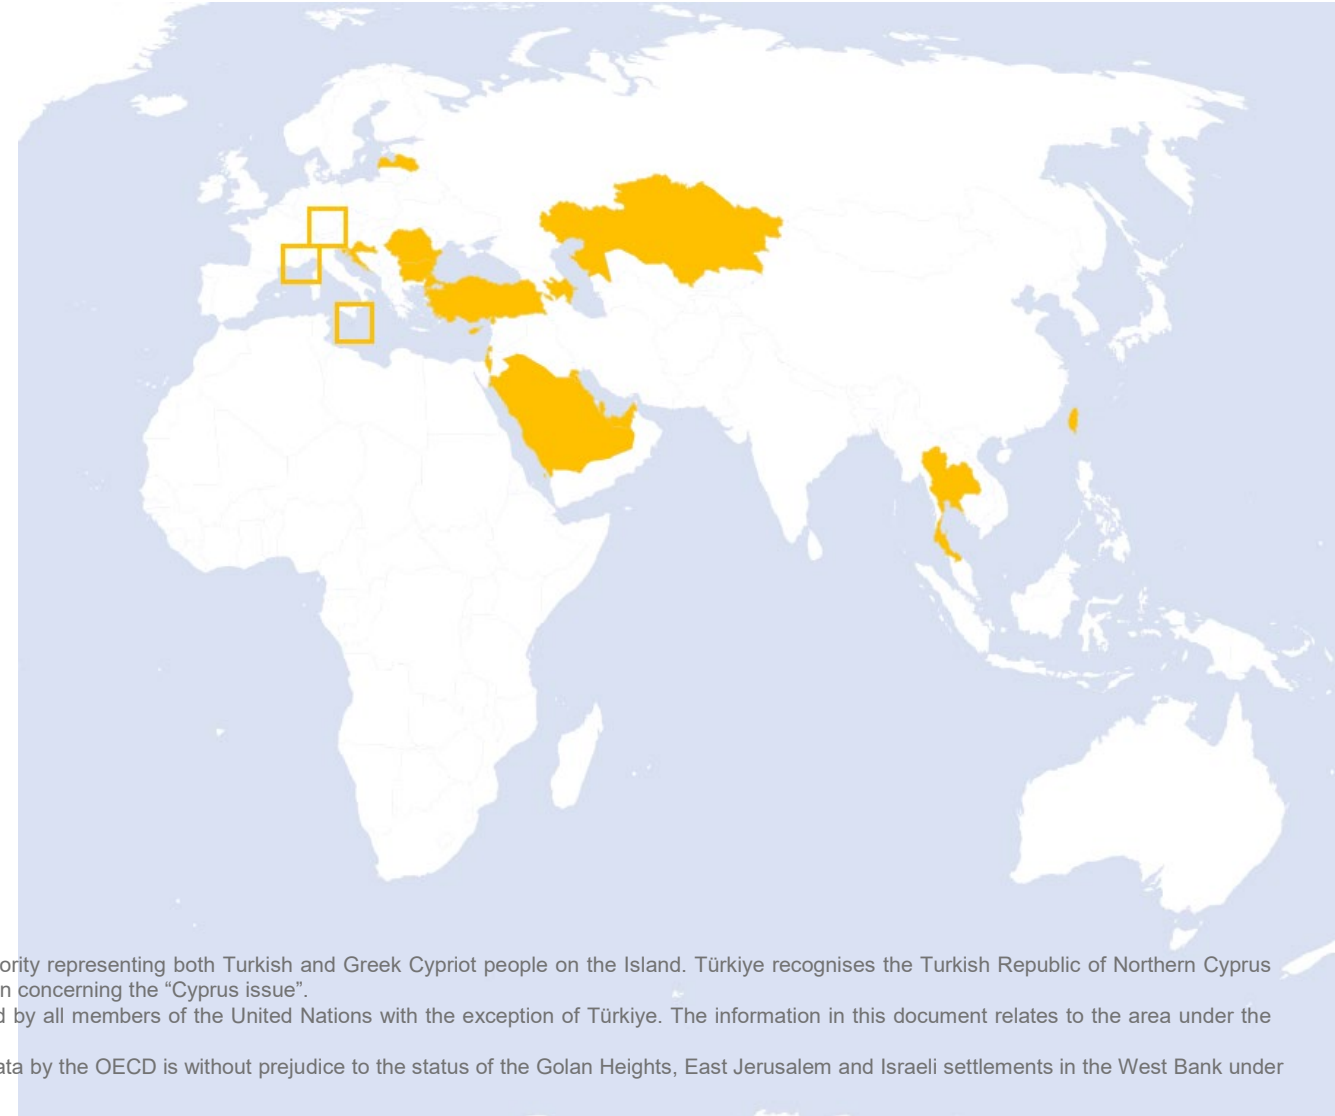 ority representing both Turkish and Greek Cypriot people on the Island. Türkiye recognises the Turkish Republic of Northern Cyprus
n concerning the “Cyprus issue”.
d by all members of the United Nations with the exception of Türkiye. The information in this document relates to the area under the
ata by the OECD is without prejudice to the status of the Golan Heights, East Jerusalem and Israeli settlements in the West Bank under